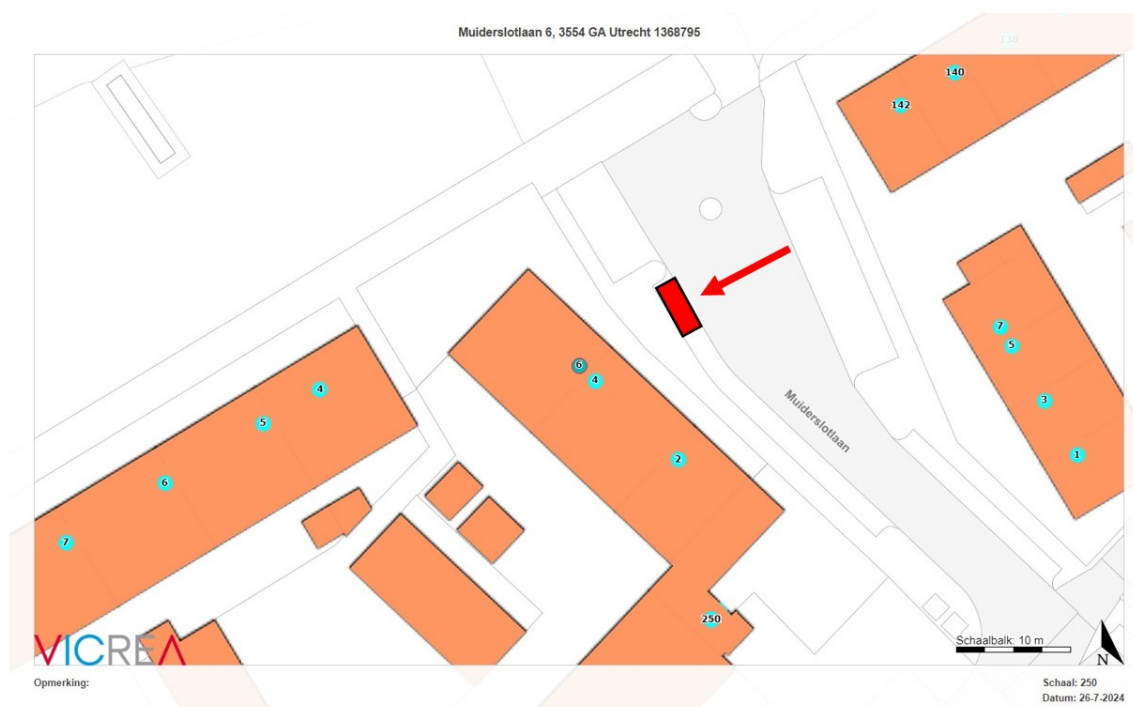 Muiderslotlaan 6, 3554 GA Utrecht 1368795
138
140
142
7
5
6
4
3
4
5
1
2
6
7
250
Muiderslotlaan
VICREA
Schaalbalk: 10 m
N
Opmerking:
Schaal: 250
Datum: 26-7-2024